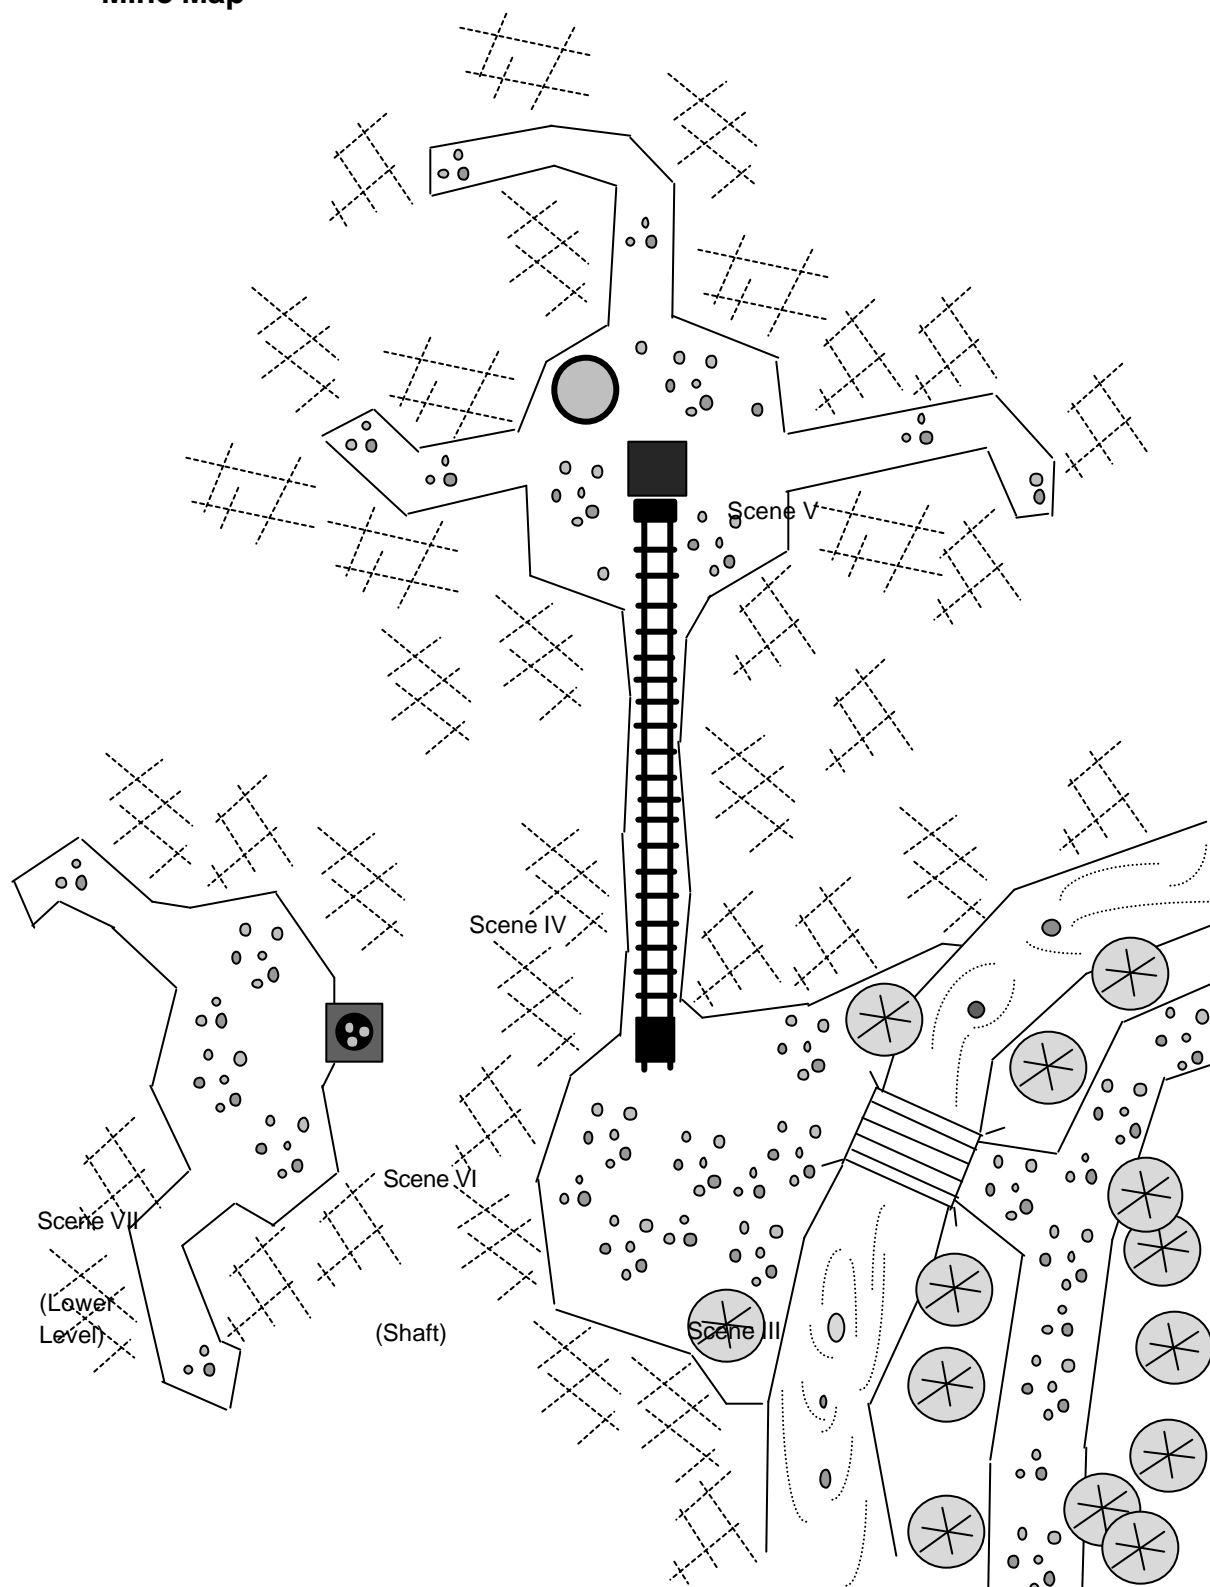 Mine Map
Scene V
Scene IV
Scene VI
Scene VII
(Lower
Level)
(Shaft)
Scene III